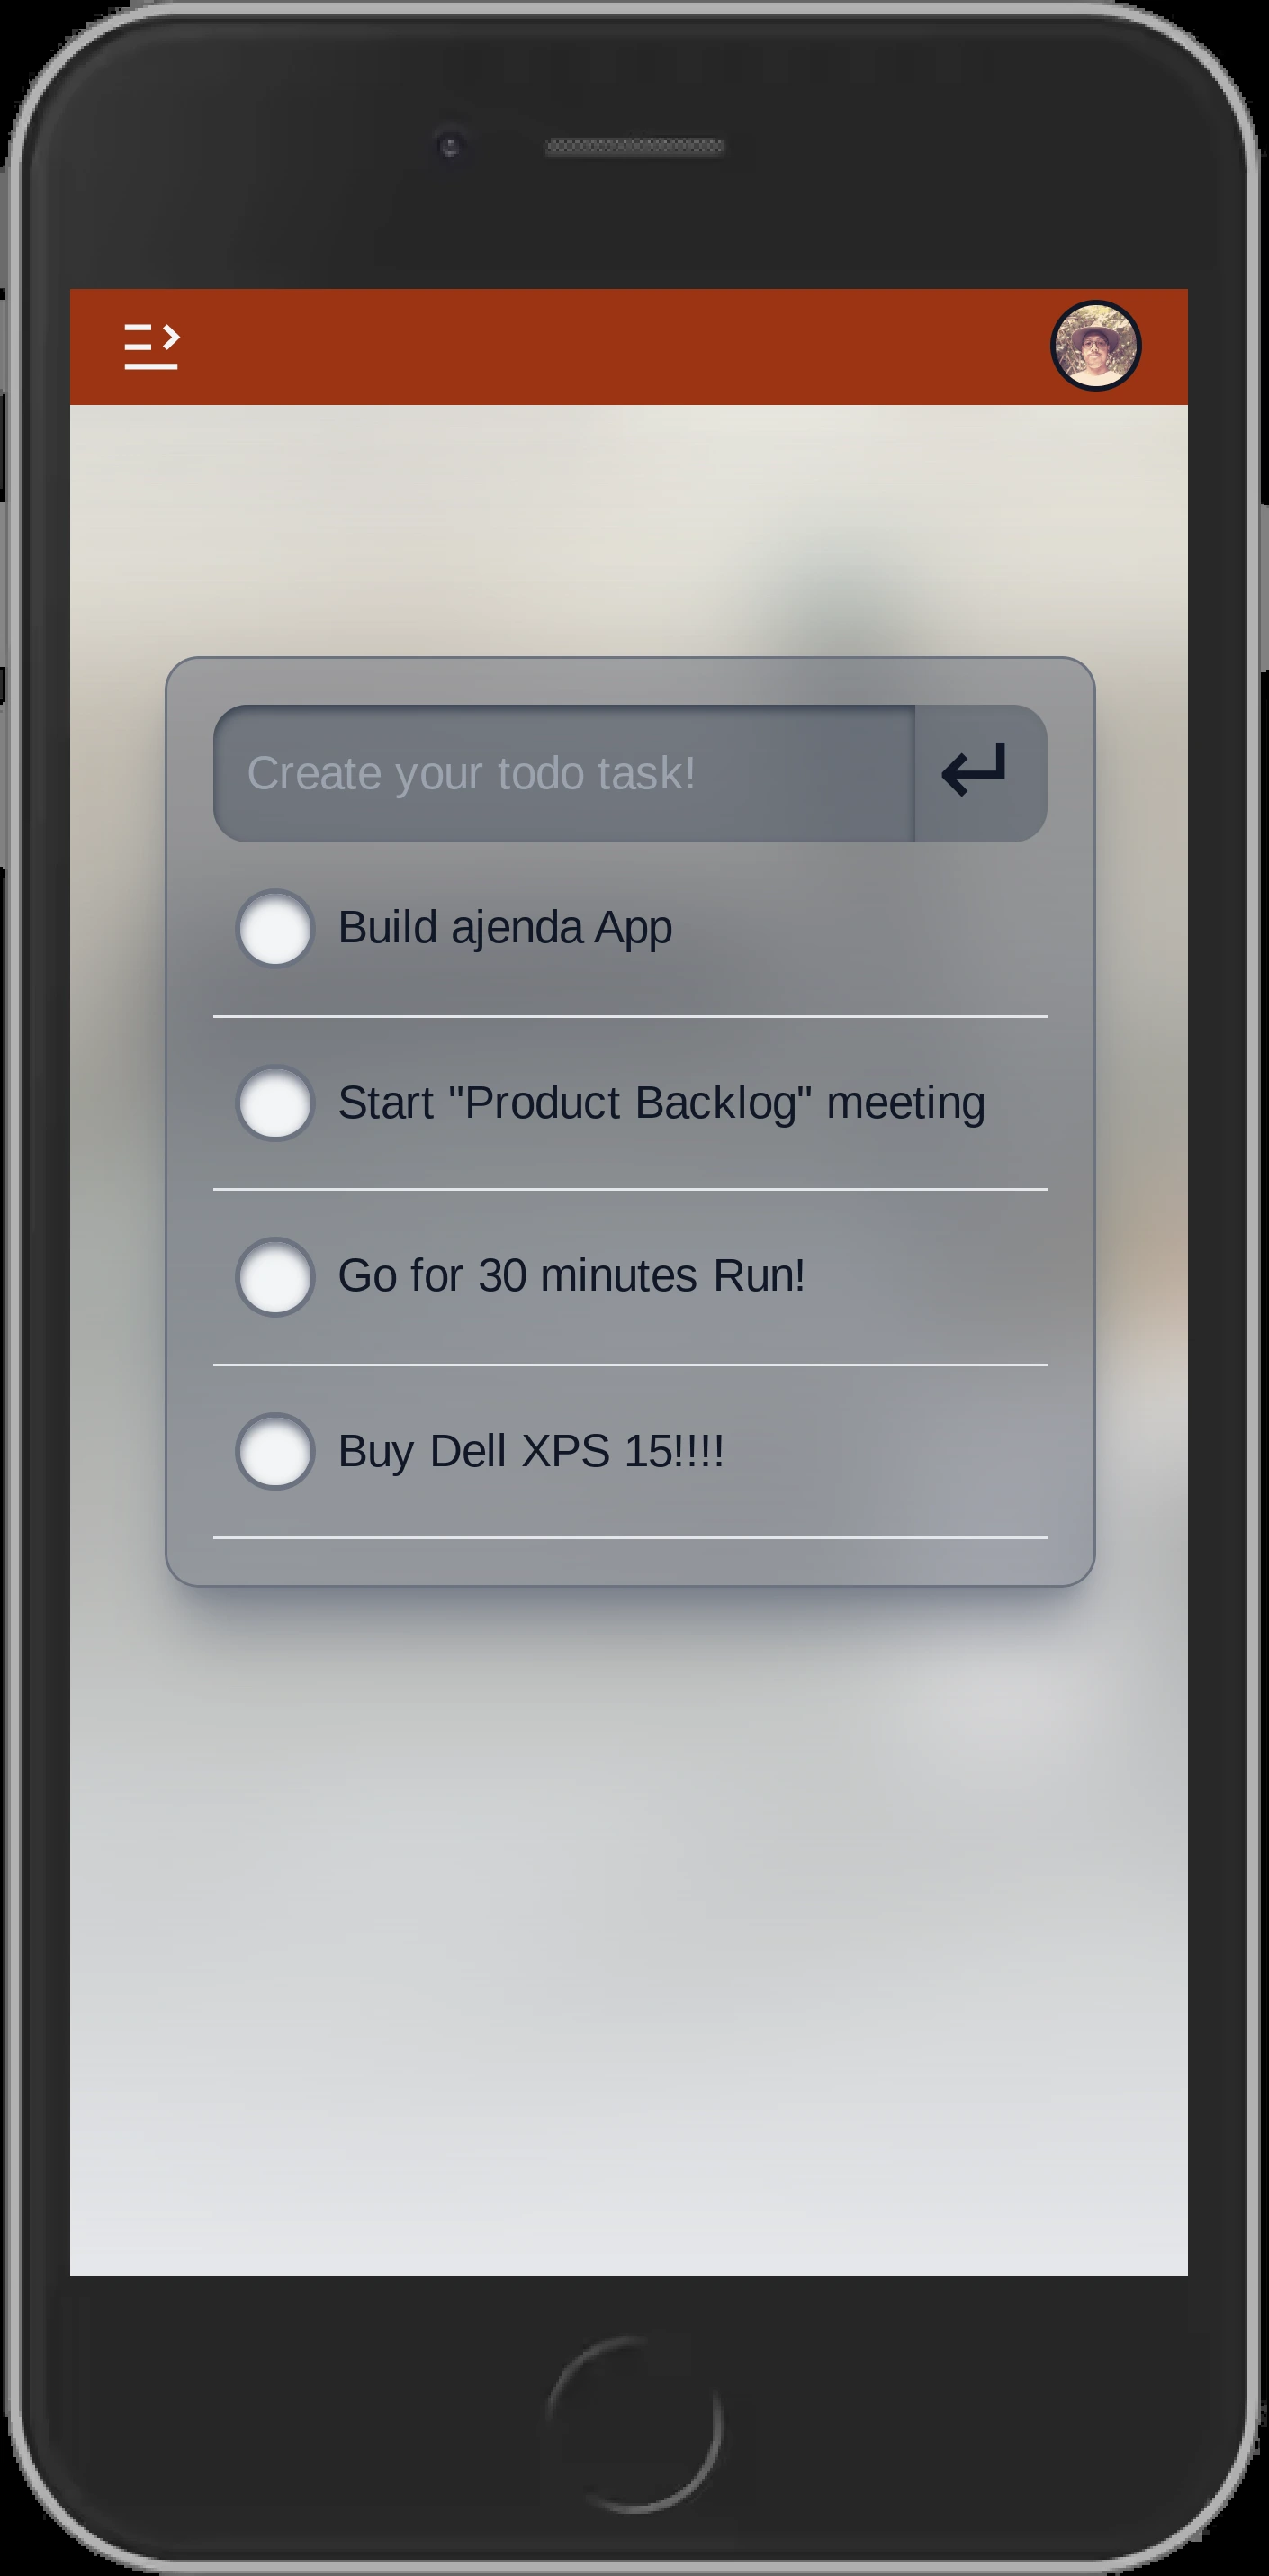 Create your todo task!
Build ajenda App
Start "Product Backlog" meeting
Go for 30 minutes Run!
Buy Dell XPS 15!!!!